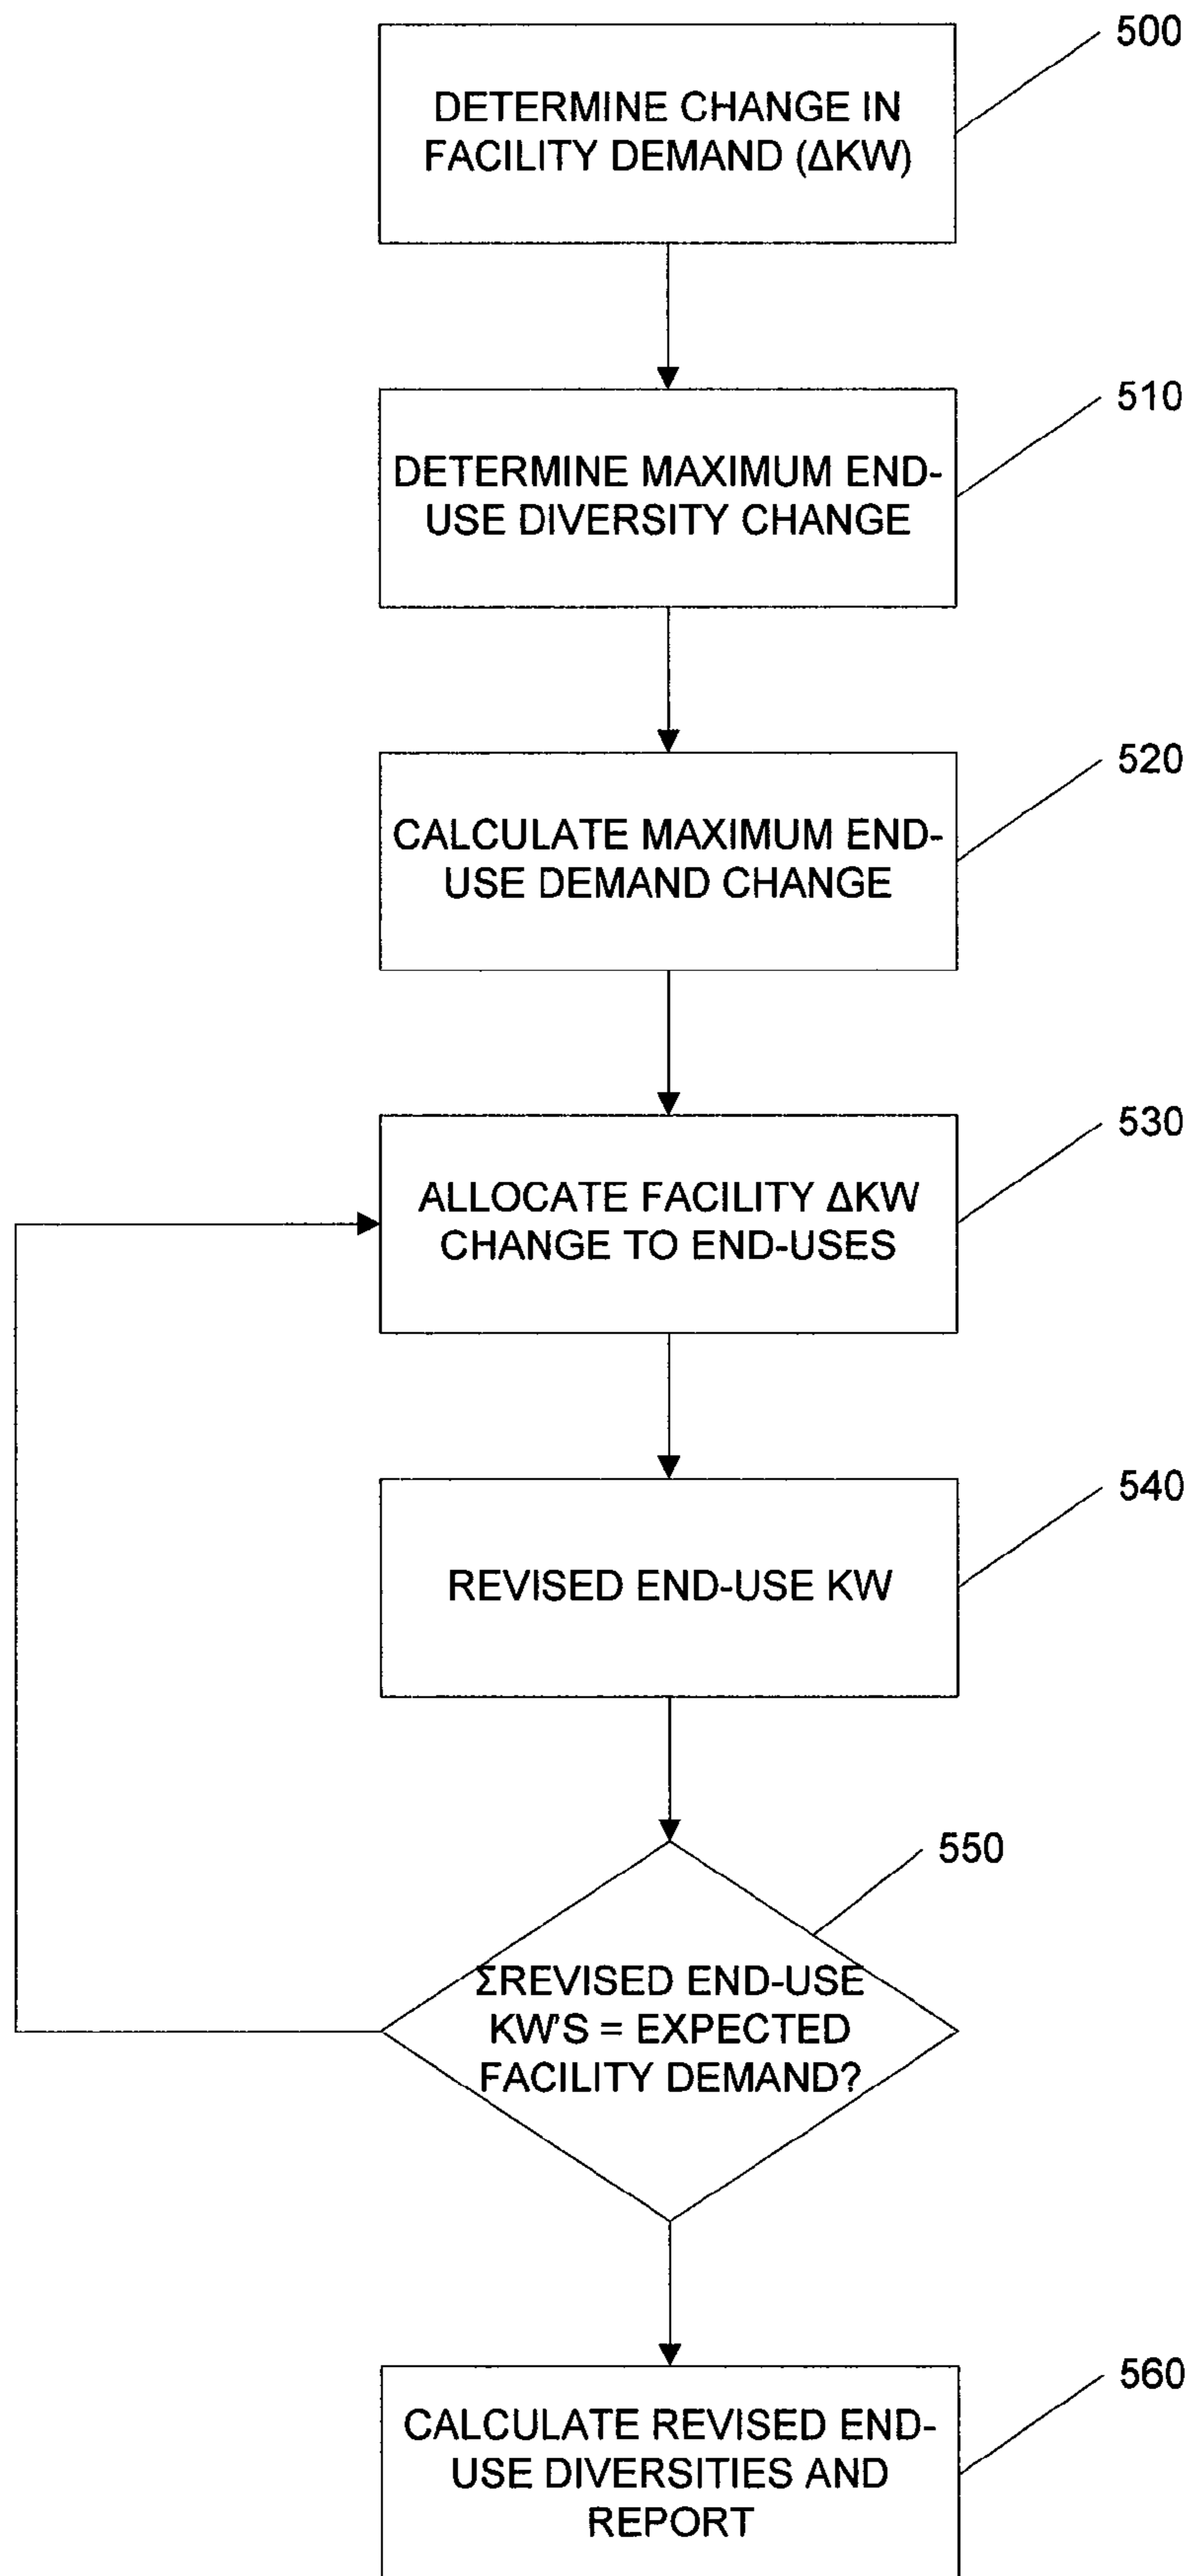 500
DETERMINE CHANGE IN
FACILITY DEMAND (ΔKW)
510
DETERMINE MAXIMUM END-
USE DIVERSITY CHANGE
520
CALCULATE MAXIMUM END-
USE DEMAND CHANGE
530
ALLOCATE FACILITY ΔKW
CHANGE TO END-USES
540
REVISED END-USE KW
550
ΣREVISED END-USE
KW'S = EXPECTED
FACILITY DEMAND?
560
CALCULATE REVISED END-
USE DIVERSITIES AND
REPORT